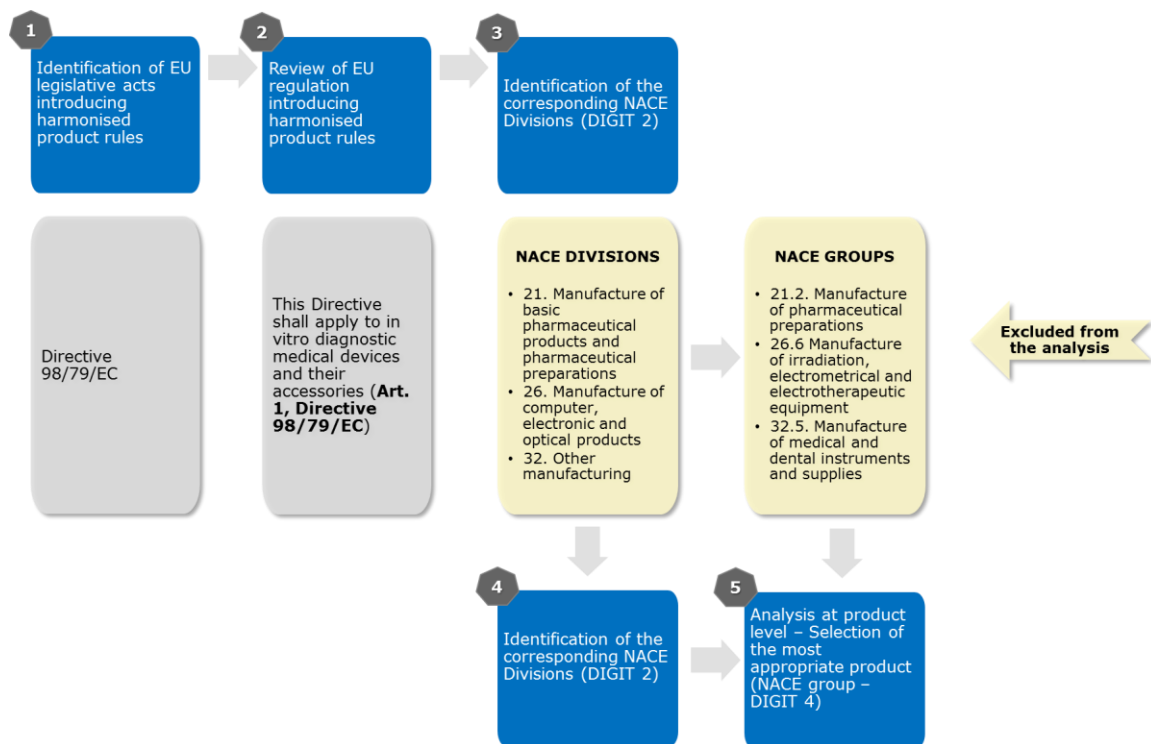 1
Identification of EU
legislative acts
introducing
harmonised
product rules
2
Review of EU
regulation
introducing
harmonised
product rules
3
Identification of the
corresponding NACE
Divisions (DIGIT 2)
Directive
98/79/EC
This Directive
shall apply to in
vitro diagnostic
medical devices
and their
accessories (Art.
1, Directive
98/79/EC)
NACE DIVISIONS
• 21. Manufacture of
basic
pharmaceutical
products and
pharmaceutical
preparations
• 26. Manufacture of
computer,
electronic and
optical products
• 32. Other
manufacturing
NACE GROUPS
• 21.2. Manufacture
of pharmaceutical
preparations
• 26.6 Manufacture
of irradiation,
electrometrical and
electrotherapeutic
equipment
• 32.5. Manufacture
of medical and
dental instruments
and supplies
Excluded from
the analysis
4
Identification of the
corresponding NACE
Divisions (DIGIT 2)
5
Analysis at product
level – Selection of
the most
appropriate product
(NACE group –
DIGIT 4)